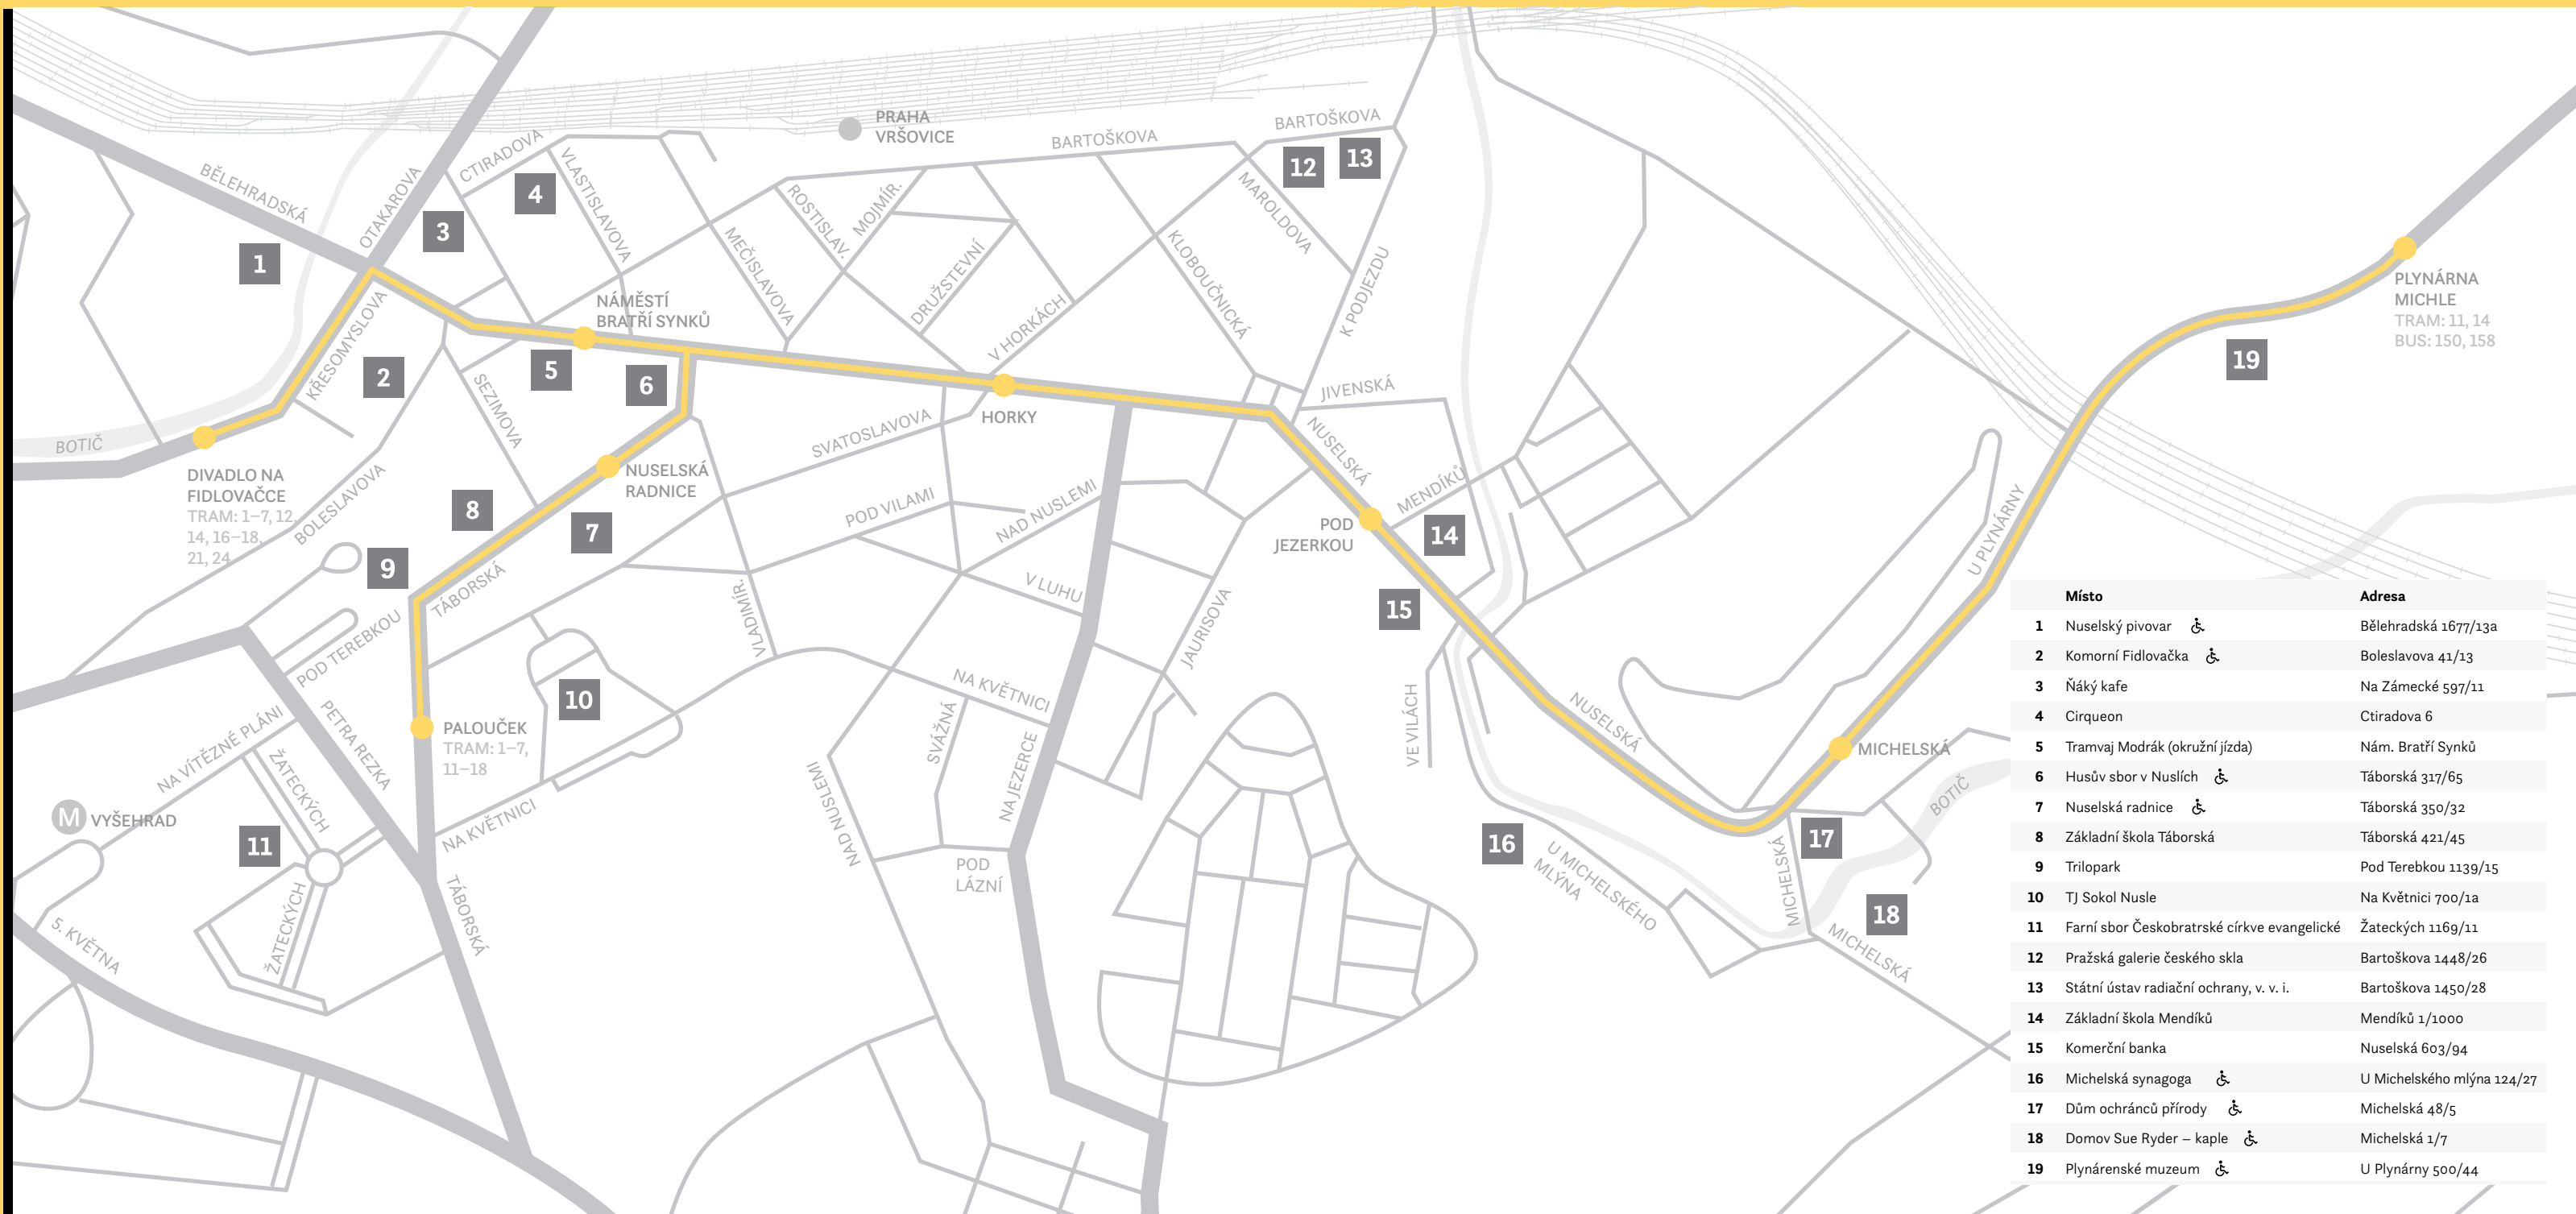 PRAHA
VRŠOVICE
BARTOŠKOVA
BARTOŠKOVA
CTIRADOVA
VLASTISLAVOVA
BĚLEHRADSKÁ
OTAKAROVA
12
13
4
3
1
ROSTISLAV.
MOJMÍR.
MAROLDOVA
MEČISLAVOVA
DRUŽSTEVNÍ
KLOBOUČNICKÁ
K PODJEZDU
V HORKÁCH
KŘESOMYSLOVA
NÁMĚSTÍ
BRATŘÍ SYNKŮ
PLYNÁRNA
MICHLE
TRAM: 11, 14
BUS: 150, 158
19
2
5
6
SEZIMOVA
HORKY
JIVENSKÁ
SVATOSLAVOVA
NUSELSKÁ
BOTIČ
DIVADLO NA
FIDLOVAČCE
TRAM: 1–7, 12,
14, 16–18,
21, 24
BOLESLAVOVA
NUSELSKÁ
RADNICE
MENDÍKŮ
8
7
POD VILAMI
NAD NUSLEMI
POD
JEZERKOU
14
U PLYNÁRNY
9
TÁBORSKÁ
V LUHU
VLADIMÍR.
JAURISOVA
15
POD TEREBKOU
10
NA KVĚTNICI
PETRA REZKA
PALOUČEK
TRAM: 1–7,
11–18
NA VÍTĚZNÉ PLÁNI
ŽATECKÝCH
SVÁŽNÁ
NA JEZERCE
VE VILÁCH
NUSELSKÁ
MICHELSKÁ
BOTIČ
M VYŠEHRAD
11
NA KVĚTNICI
NAD NUSLEMI
POD
LÁZNÍ
16
U MICHELSKÉHO
MLÝNA
17
MICHELSKÁ
18
MICHELSKÁ
5. KVĚTNA
ŽATECKÝCH
TÁBORSKÁ
Místo Adresa
1 Nuselský pivovar Bělehradská 1677/13a
2 Komorní Fidlovačka Boleslavova 41/13
3 Ňáký kafe Na Zámecké 597/11
4 Cirqueon Ctiradova 6
5 Tramvaj Modrák (okružní jízda) Nám. Bratří Synků
6 Husův sbor v Nuslích Táborská 317/65
7 Nuselská radnice Táborská 350/32
8 Základní škola Táborská Táborská 421/45
9 Trilopark Pod Terebkou 1139/15
10 TJ Sokol Nusle Na Květnici 700/1a
11 Farní sbor Českobratrské církve evangelické Žateckých 1169/11
12 Pražská galerie českého skla Bartoškova 1448/26
13 Státní ústav radiační ochrany, v. v. i. Bartoškova 1450/28
14 Základní škola Mendíků Mendíků 1/1000
15 Komerční banka Nuselská 603/94
16 Michelská synagoga U Michelského mlýna 124/27
17 Dům ochránců přírody Michelská 48/5
18 Domov Sue Ryder – kaple Michelská 1/7
19 Plynárenské muzeum U Plynárny 500/44